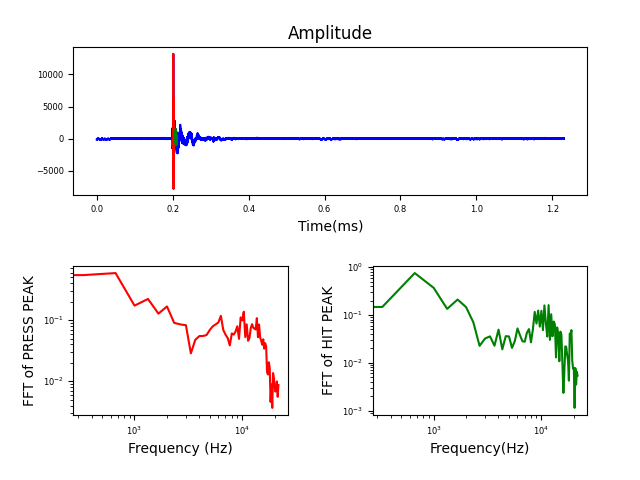 Amplitude
10000
5000
0
−5000
0.0 0.2 0.4 0.6 0.8 1.0 1.2
Time(ms)
FFT of PRESS PEAK
10⁻¹
10⁻²
10³ 10⁴
Frequency (Hz)
FFT of HIT PEAK
10⁰
10⁻¹
10⁻²
10⁻³
10³ 10⁴
Frequency(Hz)